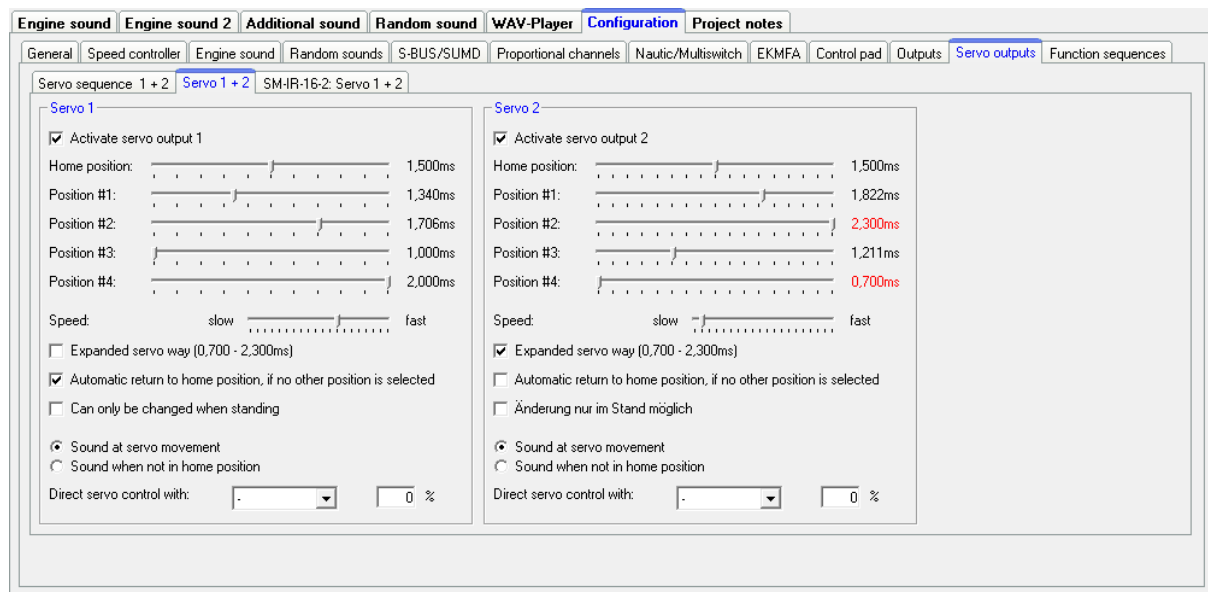 Engine sound Engine sound 2 Additional sound Random sound WAV-Player Configuration Project notes
General Speed controller Engine sound Random sounds S-BUS/SUMD Proportional channels Nautic/Multiswitch EKMFA Control pad Outputs Servo outputs Function sequences
Servo sequence 1 + 2 Servo 1 + 2 SM-IR-16-2: Servo 1 + 2
Servo 1
Activate servo output 1
Home position: 1,500ms
Position #1: 1,340ms
Position #2: 1,706ms
Position #3: 1,000ms
Position #4: 2,000ms
Speed: slow fast
Expanded servo way (0,700 - 2,300ms)
Automatic return to home position, if no other position is selected
Can only be changed when standing
Sound at servo movement
Sound when not in home position
Direct servo control with: - 0 %
Servo 2
Activate servo output 2
Home position: 1,500ms
Position #1: 1,822ms
Position #2: 2,300ms
Position #3: 1,211ms
Position #4: 0,700ms
Speed: slow fast
Expanded servo way (0,700 - 2,300ms)
Automatic return to home position, if no other position is selected
Änderung nur im Stand möglich
Sound at servo movement
Sound when not in home position
Direct servo control with: - 0 %